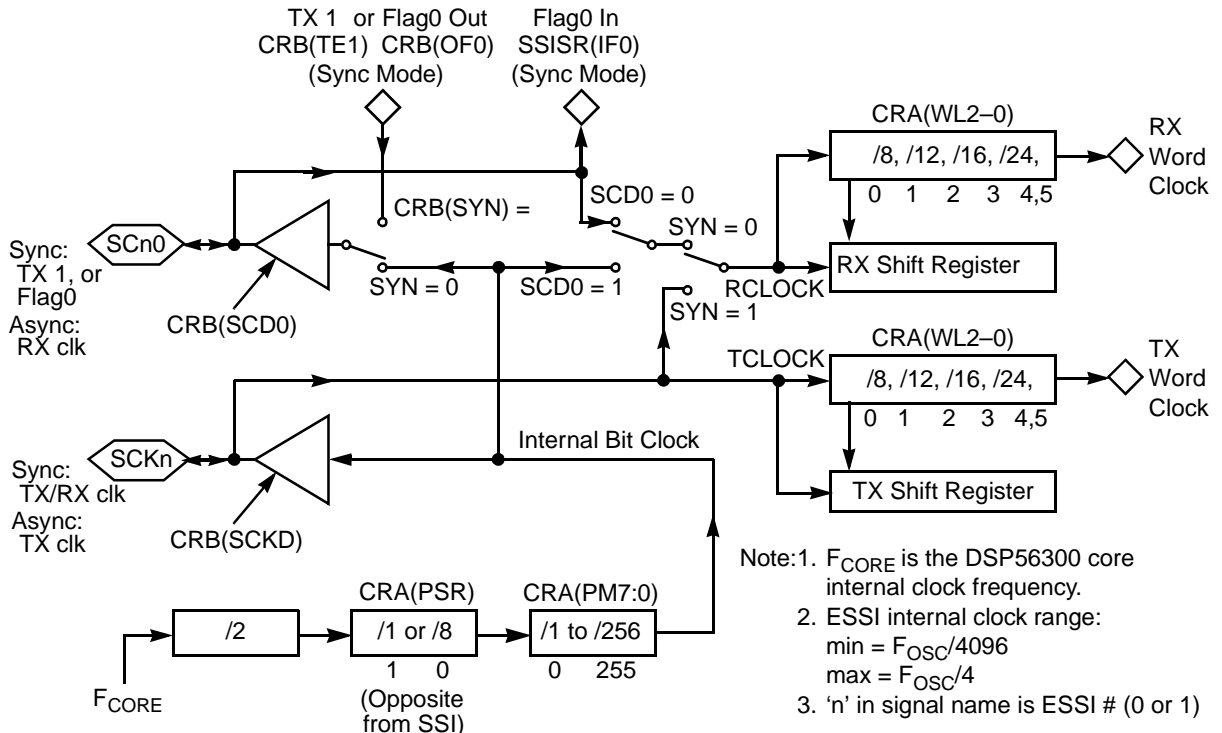 TX 1 or Flag0 Out
CRB(TE1) CRB(OF0)
(Sync Mode)
Flag0 In
SSISR(IF0)
(Sync Mode)
CRA(WL2–0)
/8, /12, /16, /24,
0 1 2 3 4,5
RX
Word
Clock
SCD0 = 0
CRB(SYN) =
SYN = 0
SCn0
Sync:
TX 1, or
Flag0
Async:
RX clk
SYN = 0
SCD0 = 1
RCLOCK
RX Shift Register
SYN = 1
CRB(SCD0)
CRA(WL2–0)
TCLOCK
/8, /12, /16, /24,
0 1 2 3 4,5
TX
Word
Clock
Internal Bit Clock
SCKn
Sync:
TX/RX clk
Async:
TX clk
TX Shift Register
CRB(SCKD)
CRA(PSR)
CRA(PM7:0)
/2
/1 or /8
/1 to /256
1 0
0 255
(Opposite
from SSI)
FCORE
Note:1. FCORE is the DSP56300 core
internal clock frequency.
2. ESSI internal clock range:
min = FOSC/4096
max = FOSC/4
3. ‘n’ in signal name is ESSI # (0 or 1)